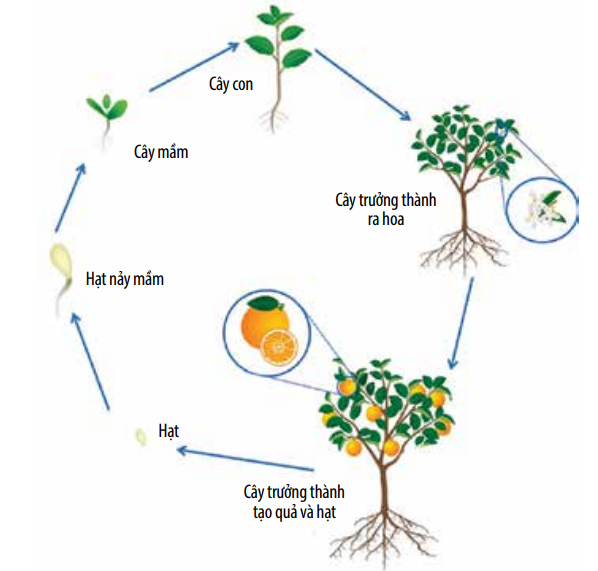 Cây con
Cây mầm
Cây trưởng thành
ra hoa
Hạt nảy mầm
Hạt
Cây trưởng thành
tạo quả và hạt